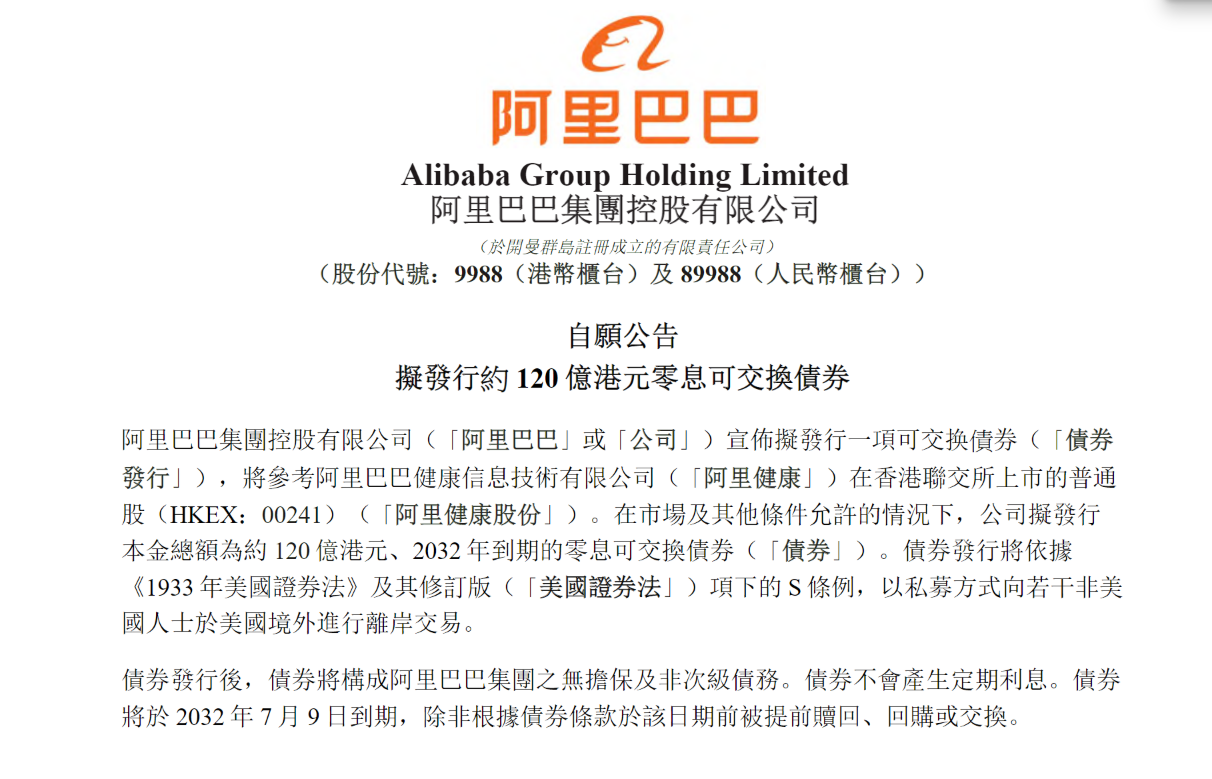 阿里巴巴
Alibaba Group Holding Limited
阿里巴巴集團控股有限公司
（於開曼群島註冊成立的有限責任公司）
（股份代號：9988（港幣櫃台）及 89988（人民幣櫃台））
自願公告
擬發行約 120 億港元零息可交換債券
阿里巴巴集團控股有限公司（「阿里巴巴」或「公司」）宣佈擬發行一項可交換債券（「債券
發行」），將參考阿里巴巴健康信息技術有限公司（「阿里健康」）在香港聯交所上市的普通
股（HKEX：00241）（「阿里健康股份」）。在市場及其他條件允許的情況下，公司擬發行
本金總額為約 120 億港元、2032 年到期的零息可交換債券（「債券」）。債券發行將依據
《1933 年美國證券法》及其修訂版（「美國證券法」）項下的 S 條例，以私募方式向若干非美
國人士於美國境外進行離岸交易。
債券發行後，債券將構成阿里巴巴集團之無擔保及非次級債務。債券不會產生定期利息。債券
將於 2032 年 7 月 9 日到期，除非根據債券條款於該日期前被提前贖回、回購或交換。